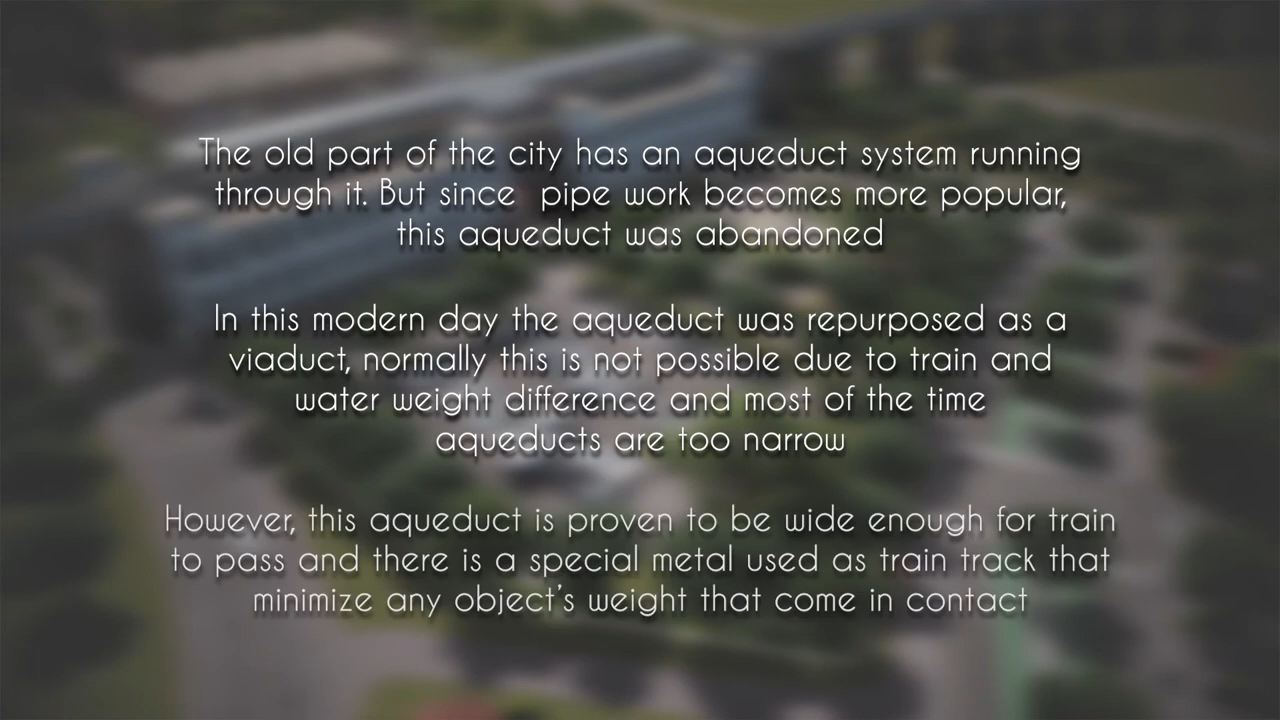 The old part of the city has an aqueduct system running
through it. But since  pipe work becomes more popular,
this aqueduct was abandoned
In this modern day the aqueduct was repurposed as a
viaduct, normally this is not possible due to train and
water weight difference and most of the time
aqueducts are too narrow
However, this aqueduct is proven to be wide enough for train
to pass and there is a special metal used as train track that
minimize any object's weight that come in contact